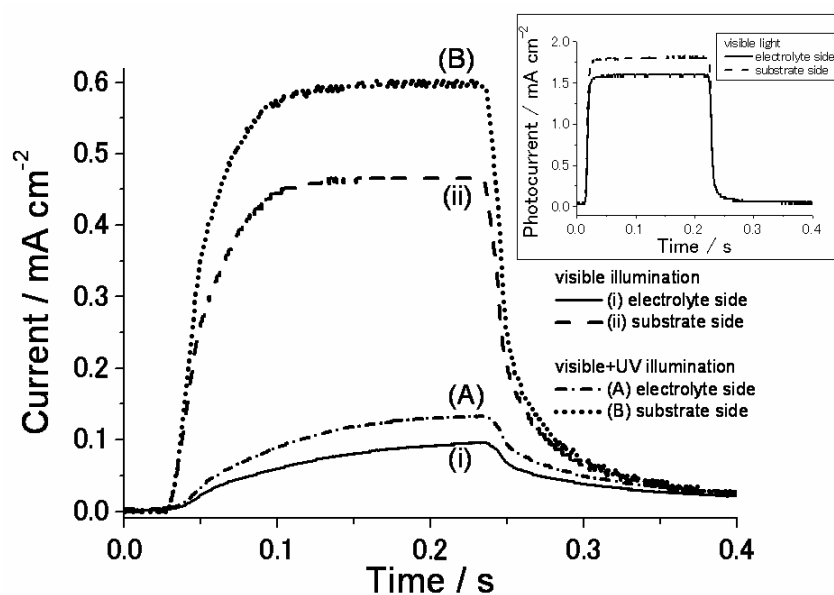 Current / mA cm⁻²
0.6
0.5
0.4
0.3
0.2
0.1
0.0
0.0
0.1
0.2
0.3
0.4
Time / s
(B)
(ii)
(A)
(i)
Photocurrent / mA cm⁻²
2.0
1.5
1.0
0.5
0.0
0.0
0.1
0.2
0.3
0.4
Time / s
visible light
electrolyte side
substrate side
visible illumination
(i) electrolyte side
(ii) substrate side
visible+UV illumination
(A) electrolyte side
(B) substrate side